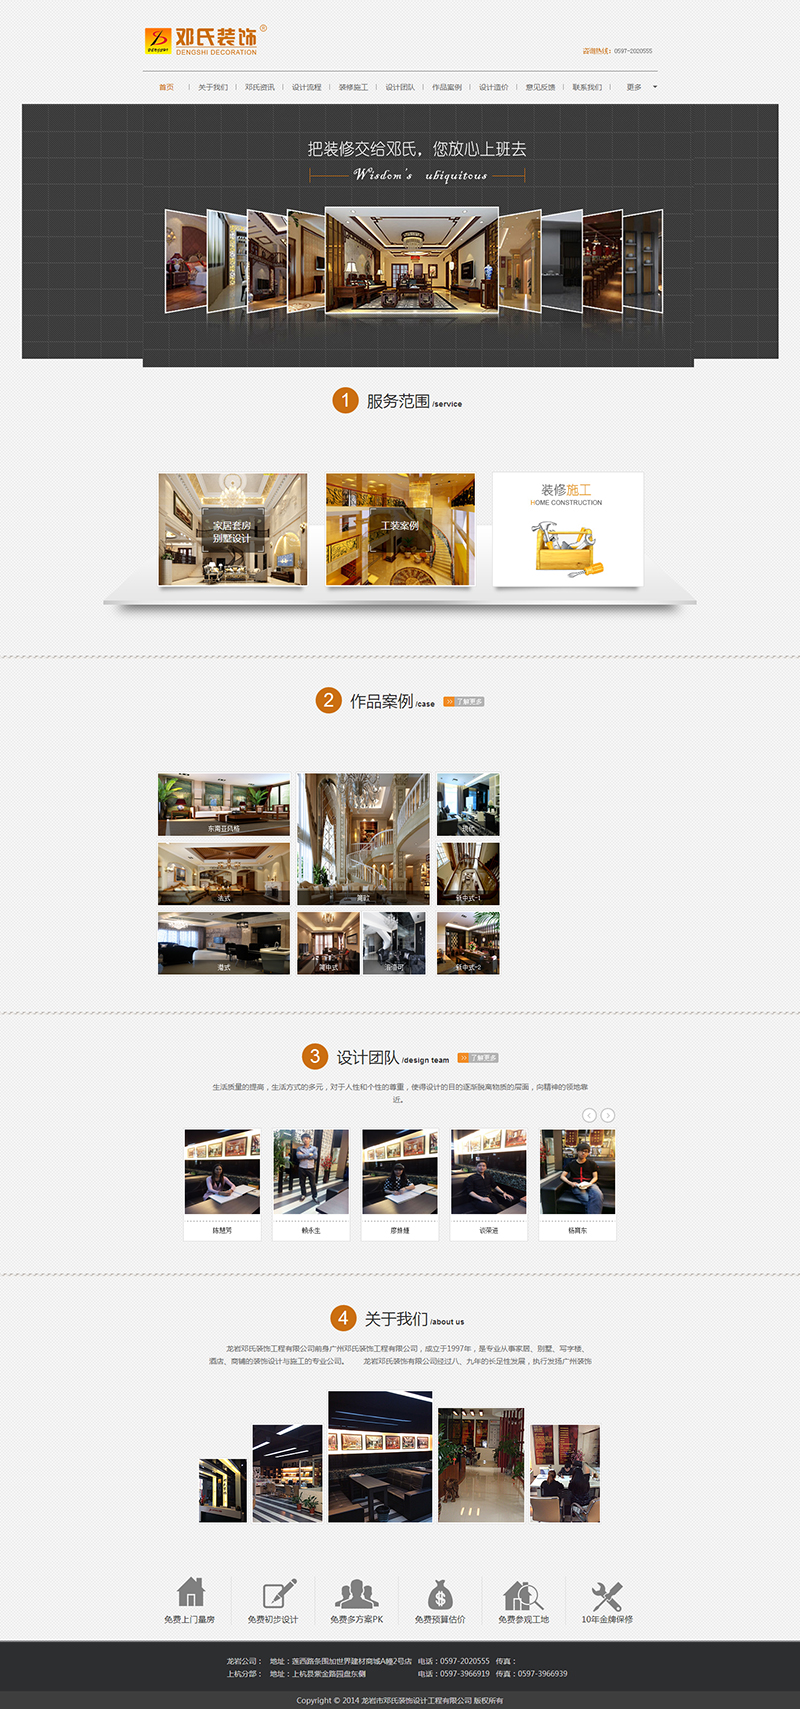 邓氏装饰®
DENGSHI DECORATION
咨询热线：0597-2020555
首页 关于我们 邓氏资讯 设计流程 装修施工 设计团队 作品案例 设计造价 意见反馈 联系我们 更多
把装修交给邓氏，您放心上班去
Wisdom's ubiquitous
1 服务范围 /service
家居套房
别墅设计
工装案例
装修施工
HOME CONSTRUCTION
2 作品案例 /case >> 了解更多
东南亚风格
现代
法式
简欧
新中式-1
港式
简中式
洛可可
新中式-2
3 设计团队 /design team >> 了解更多
生活质量的提高，生活方式的多元，对于人性和个性的尊重，使得设计的目的逐渐脱离物质的层面，向精神的领地靠
近。
陈慧芳 赖永生 谈荣进 杨育东
4 关于我们 /about us
龙岩邓氏装饰工程有限公司前身广州邓氏装饰工程有限公司，成立于1997年，是专业从事家居、别墅、写字楼、
酒店、商铺的装饰设计与施工的专业公司。 龙岩邓氏装饰有限公司经过八、九年的长足性发展，执行发扬广州装饰
免费上门量房 免费初步设计 免费多方案PK 免费预算估价 免费参观工地 10年金牌保修
龙岩公司： 地址：莲西路条围加世界建材商城A幢2号店 电话：0597-2020555 传真：
上杭分部： 地址：上杭县紫金路园盘东侧 电话：0597-3966919 传真：0597-3966939
Copyright © 2014 龙岩市邓氏装饰设计工程有限公司 版权所有